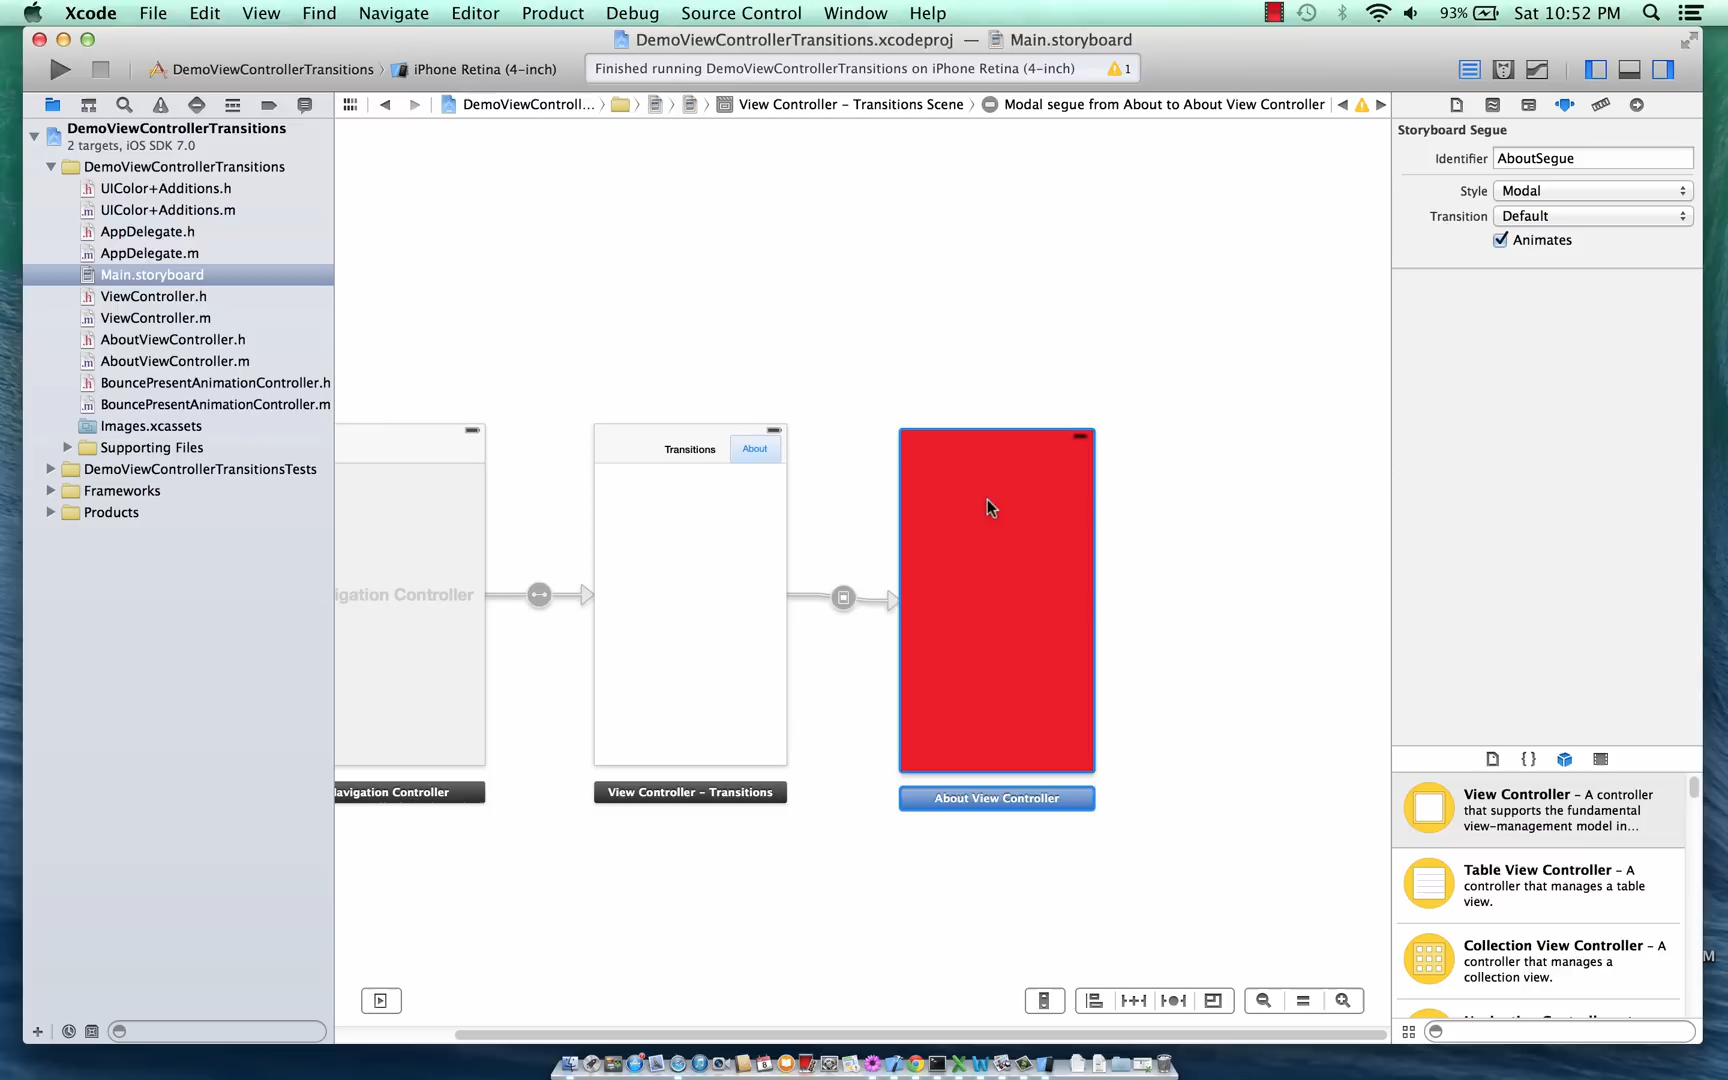 Xcode File Edit View Find Navigate Editor Product Debug Source Control Window Help 93% Sat 10:52 PM
DemoViewControllerTransitions.xcodeproj — Main.storyboard
DemoViewControllerTransitions iPhone Retina (4-inch)
Finished running DemoViewControllerTransitions on iPhone Retina (4-inch) 1
DemoViewControll... View Controller – Transitions Scene Modal segue from About to About View Controller
DemoViewControllerTransitions
2 targets, iOS SDK 7.0
DemoViewControllerTransitions
UIColor+Additions.h
UIColor+Additions.m
AppDelegate.h
AppDelegate.m
Main.storyboard
ViewController.h
ViewController.m
AboutViewController.h
AboutViewController.m
BouncePresentAnimationController.h
BouncePresentAnimationController.m
Images.xcassets
Supporting Files
DemoViewControllerTransitionsTests
Frameworks
Products
igation Controller
avigation Controller
Transitions About
View Controller – Transitions
About View Controller
Storyboard Segue
Identifier AboutSegue
Style Modal
Transition Default
Animates
{ }
View Controller – A controller
that supports the fundamental
view-management model in...
Table View Controller – A
controller that manages a table
view.
Collection View Controller – A
controller that manages a
collection view.
M